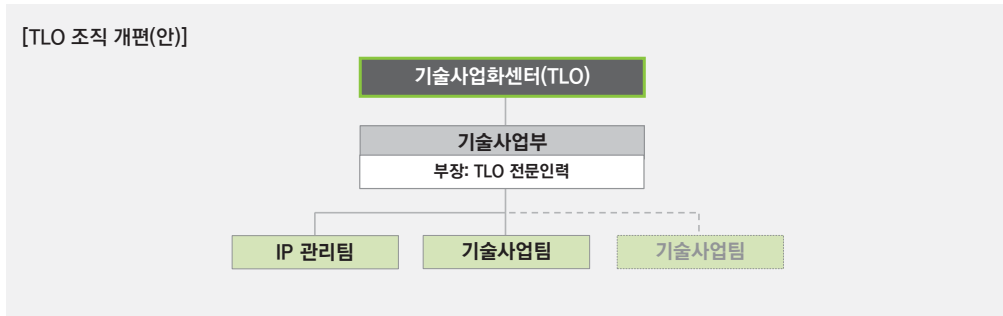 [TLO 조직 개편(안)]
기술사업화센터(TLO)
기술사업부
부장: TLO 전문인력
IP 관리팀
기술사업팀
기술사업팀